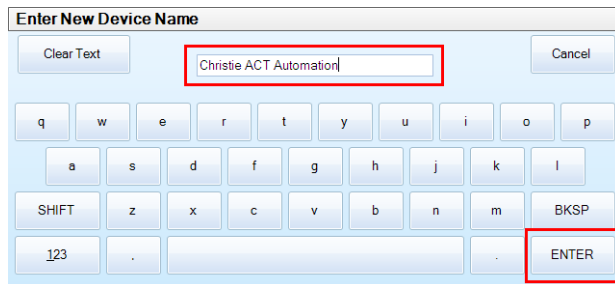 Enter New Device Name
Clear Text
Christie ACT Automation
Cancel
q w e r t y u i o p
a s d f g h j k l
SHIFT z x c v b n m BKSP
123 . . ENTER